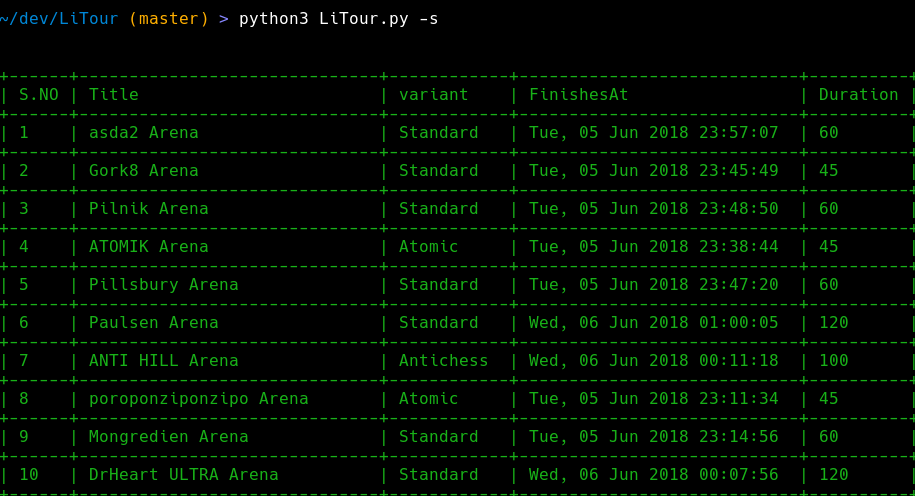 ~/dev/LiTour (master) > python3 LiTour.py -s
+------+------------------------------+------------+----------------------------+----------+
| S.NO | Title | variant | FinishesAt | Duration |
+------+------------------------------+------------+----------------------------+----------+
| 1 | asda2 Arena | Standard | Tue, 05 Jun 2018 23:57:07 | 60
+------+------------------------------+------------+----------------------------+----------+
| 2 | Gork8 Arena | Standard | Tue, 05 Jun 2018 23:45:49 | 45
+------+------------------------------+------------+----------------------------+----------+
| 3 | Pilnik Arena | Standard | Tue, 05 Jun 2018 23:48:50 | 60
+------+------------------------------+------------+----------------------------+----------+
| 4 | ATOMIK Arena | Atomic | Tue, 05 Jun 2018 23:38:44 | 45
+------+------------------------------+------------+----------------------------+----------+
| 5 | Pillsbury Arena | Standard | Tue, 05 Jun 2018 23:47:20 | 60
+------+------------------------------+------------+----------------------------+----------+
| 6 | Paulsen Arena | Standard | Wed, 06 Jun 2018 01:00:05 | 120
+------+------------------------------+------------+----------------------------+----------+
| 7 | ANTI HILL Arena | Antichess | Wed, 06 Jun 2018 00:11:18 | 100
+------+------------------------------+------------+----------------------------+----------+
| 8 | poroponziponzipo Arena | Atomic | Tue, 05 Jun 2018 23:11:34 | 45
+------+------------------------------+------------+----------------------------+----------+
| 9 | Mongredien Arena | Standard | Tue, 05 Jun 2018 23:14:56 | 60
+------+------------------------------+------------+----------------------------+----------+
| 10 | DrHeart ULTRA Arena | Standard | Wed, 06 Jun 2018 00:07:56 | 120
+------+------------------------------+------------+----------------------------+----------+